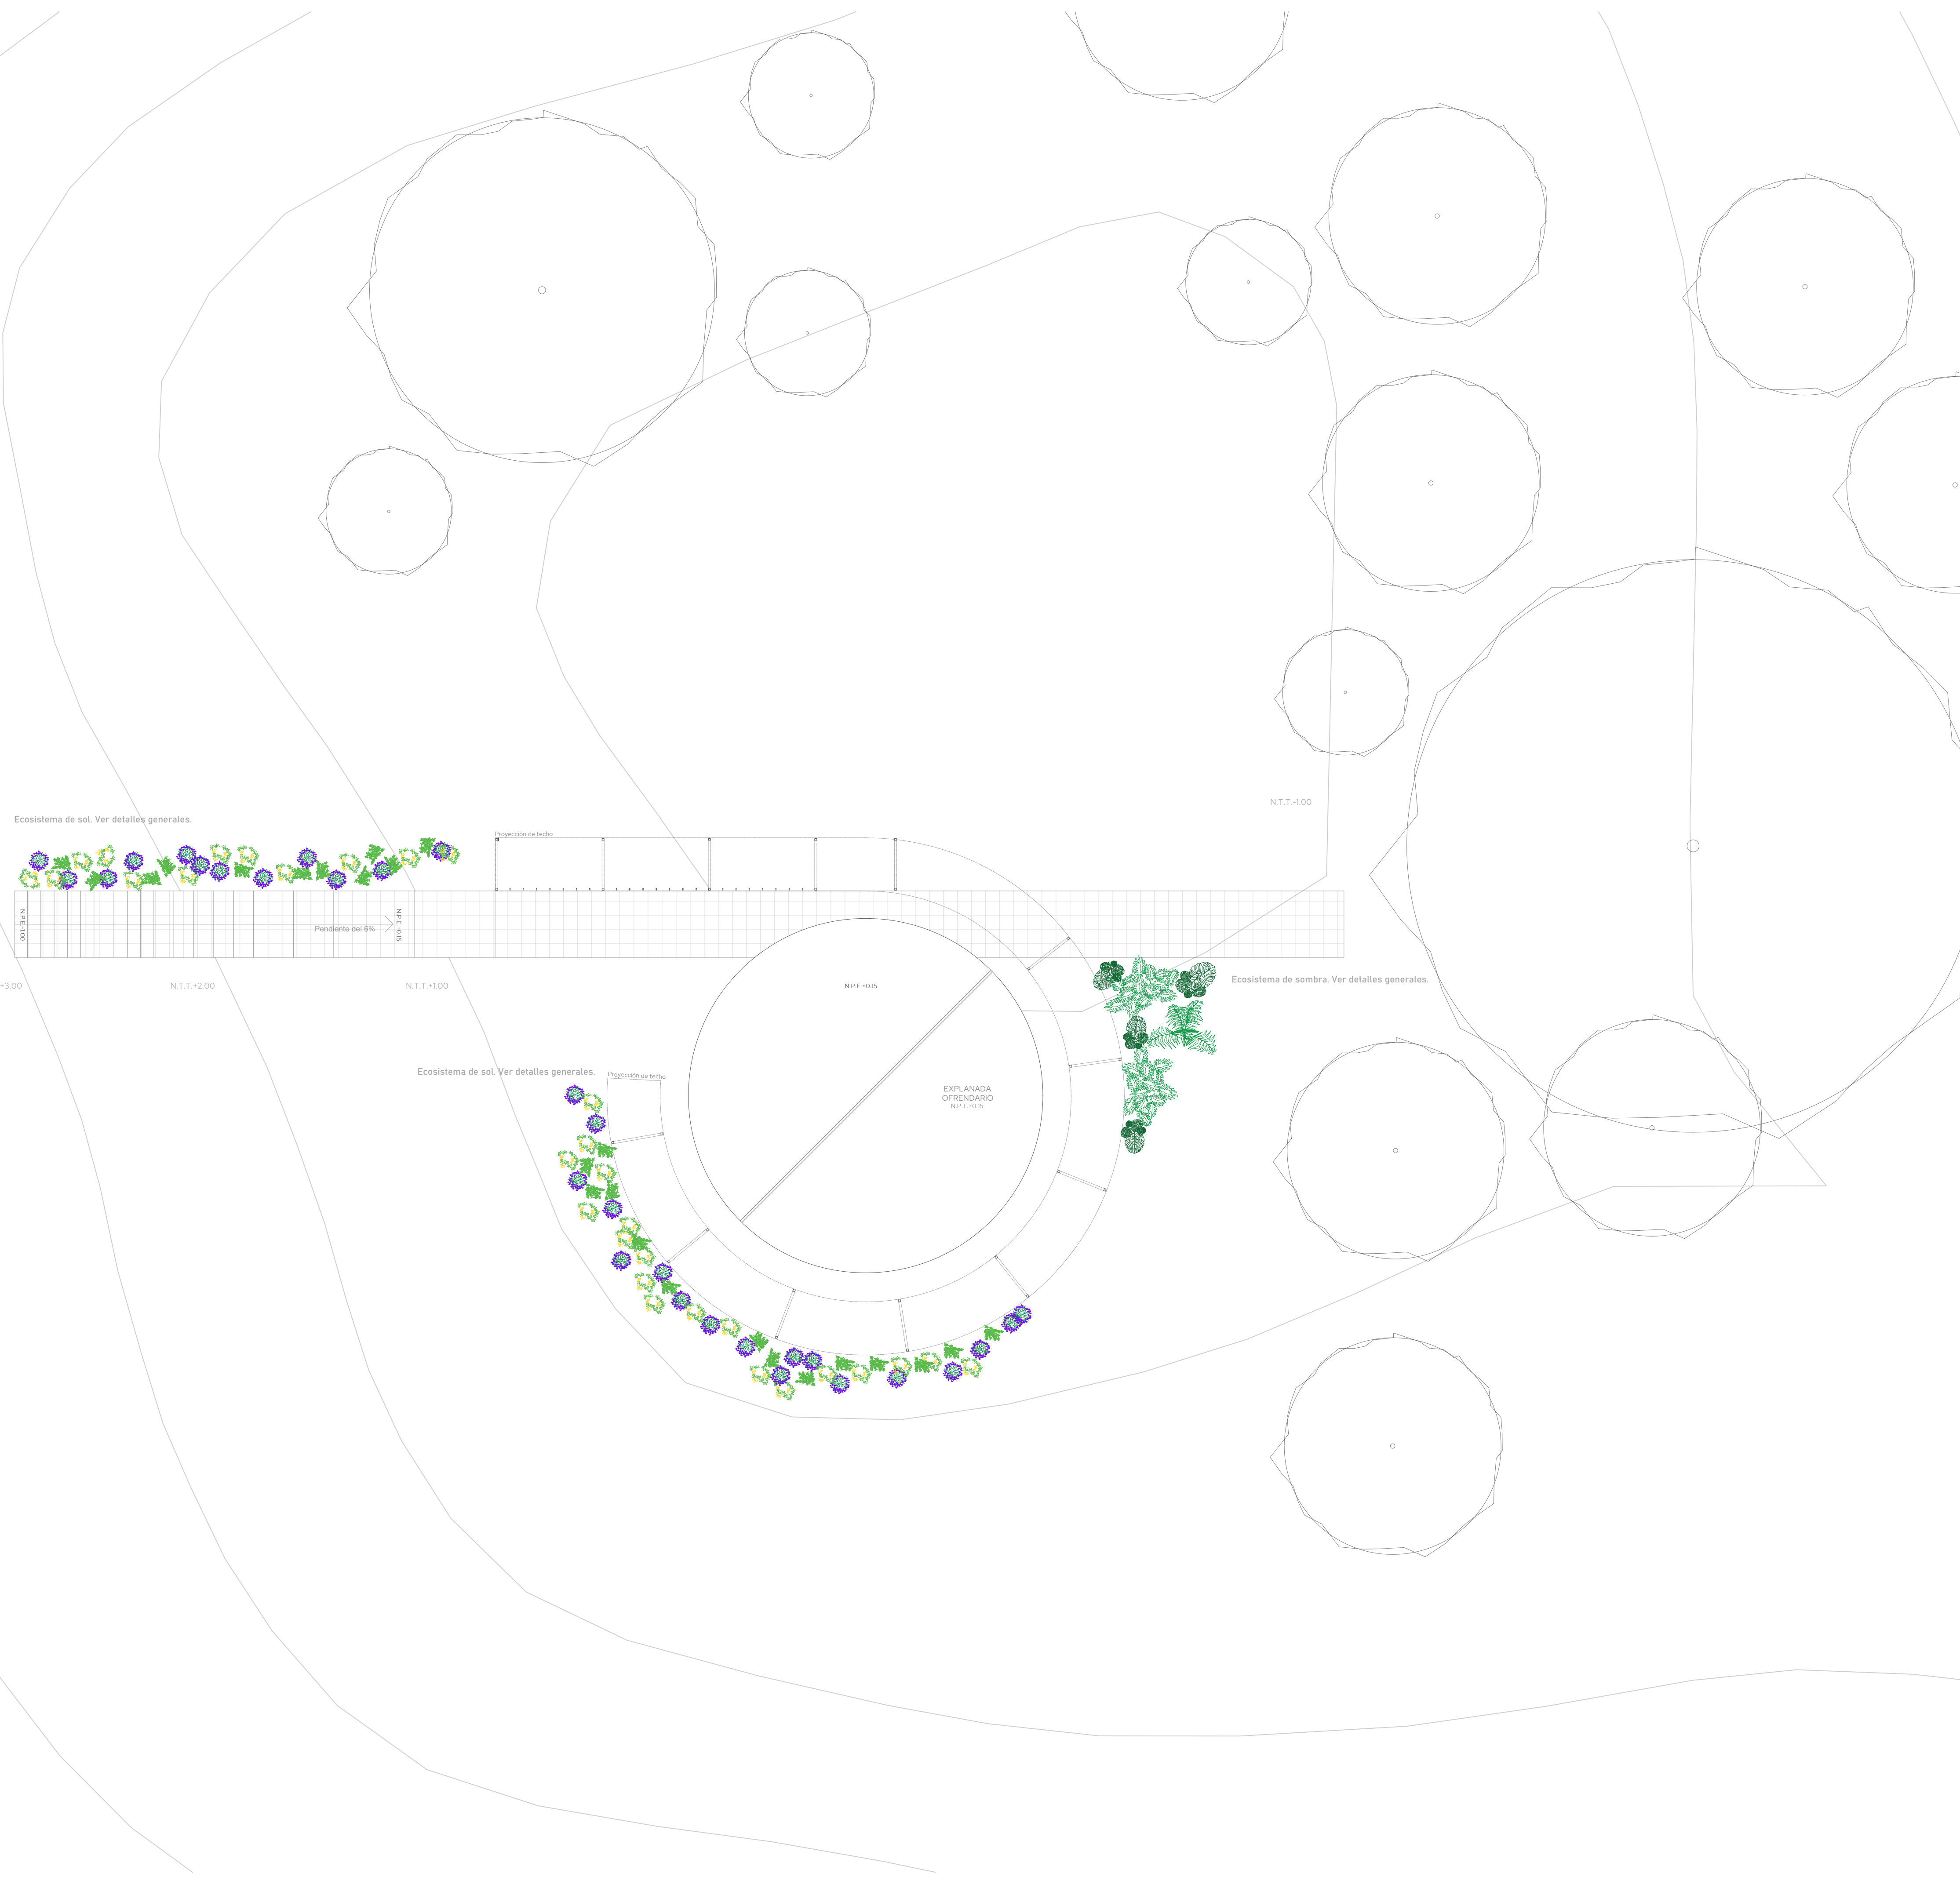 N.T.T.-1.00
Ecosistema de sol. Ver detalles generales.
Proyección de techo
N.P.E.-1.00
Pendiente del 6%
N.P.E.+0.15
+3.00
N.T.T.+2.00
N.T.T.+1.00
N.P.E.+0.15
Ecosistema de sombra. Ver detalles generales.
Ecosistema de sol. Ver detalles generales.
Proyección de techo
EXPLANADA
OFRENDARIO
N.P.T.+0.15